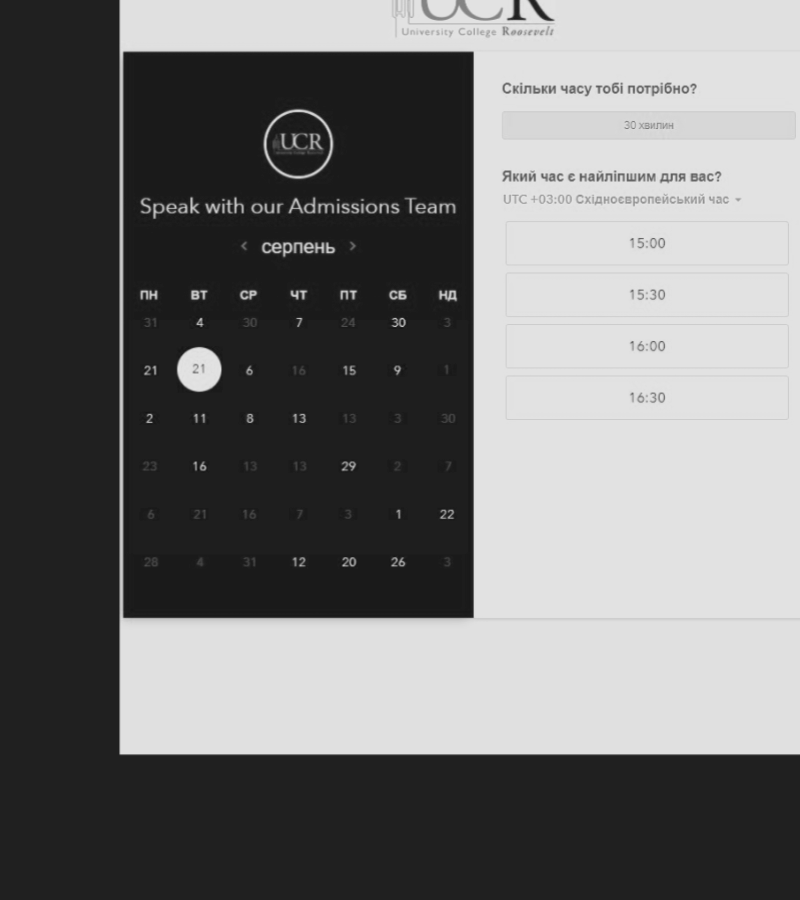 UCR
University College Roosevelt
UCR
Speak with our Admissions Team
‹ серпень ›
ПН ВТ СР ЧТ ПТ СБ НД
31 4 30 7 24 30 3
21 21 6 16 15 9 1
2 11 8 13 13 3 30
23 16 13 13 29 2 7
6 21 16 7 3 1 22
28 4 31 12 20 26 3
Скільки часу тобі потрібно?
30 хвилин
Який час є найліпшим для вас?
UTC +03:00 Східноєвропейський час
15:00
15:30
16:00
16:30